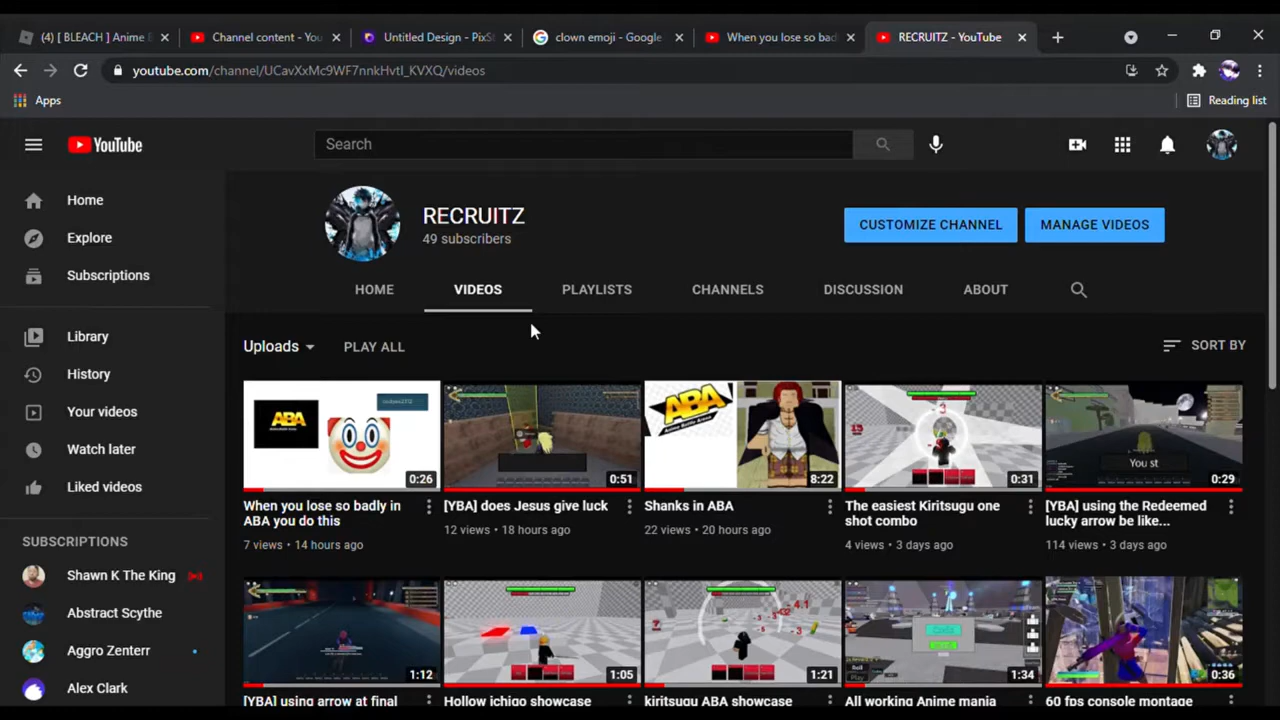 (4) [ BLEACH ] Anime B
Channel content - You
Untitled Design - PixS
clown emoji - Google
When you lose so bad
RECRUITZ - YouTube
youtube.com/channel/UCavXxMc9WF7nnkHvtI_KVXQ/videos
Apps
Reading list
YouTube
Search
Home
Explore
Subscriptions
Library
History
Your videos
Watch later
Liked videos
SUBSCRIPTIONS
Shawn K The King
Abstract Scythe
Aggro Zenterr
Alex Clark
RECRUITZ
49 subscribers
CUSTOMIZE CHANNEL
MANAGE VIDEOS
HOME
VIDEOS
PLAYLISTS
CHANNELS
DISCUSSION
ABOUT
Uploads
PLAY ALL
SORT BY
ABA
0:26
When you lose so badly in
ABA you do this
7 views • 14 hours ago
0:51
[YBA] does Jesus give luck
12 views • 18 hours ago
ABA
8:22
Shanks in ABA
22 views • 20 hours ago
3
0:31
The easiest Kiritsugu one
shot combo
4 views • 3 days ago
You st
0:29
[YBA] using the Redeemed
lucky arrow be like...
114 views • 3 days ago
1:12
[YBA] using arrow at final
1:05
Hollow ichigo showcase
1:21
kiritsugu ABA showcase
1:34
All working Anime mania
0:36
60 fps console montage